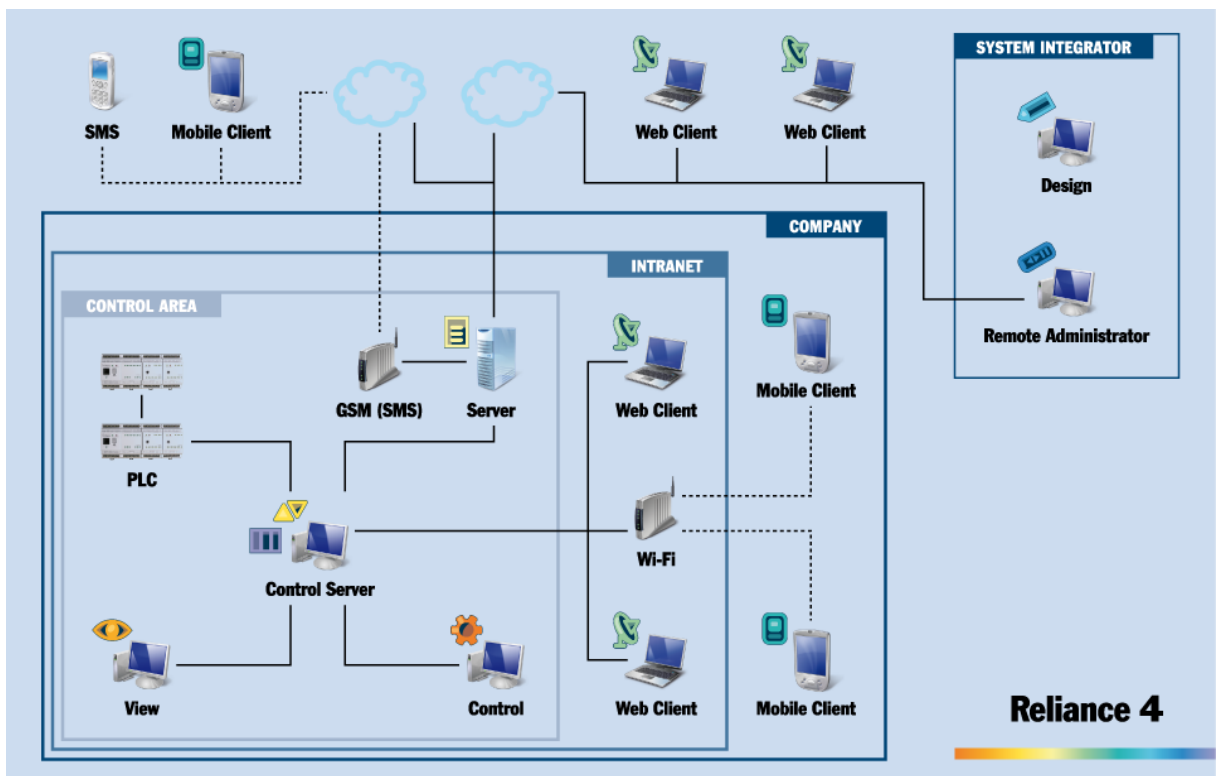 SYSTEM INTEGRATOR
SMS
Mobile Client
Web Client
Web Client
Design
COMPANY
INTRANET
CONTROL AREA
Remote Administrator
GSM (SMS)
Server
Web Client
Mobile Client
PLC
Wi-Fi
Control Server
View
Control
Web Client
Mobile Client
Reliance 4